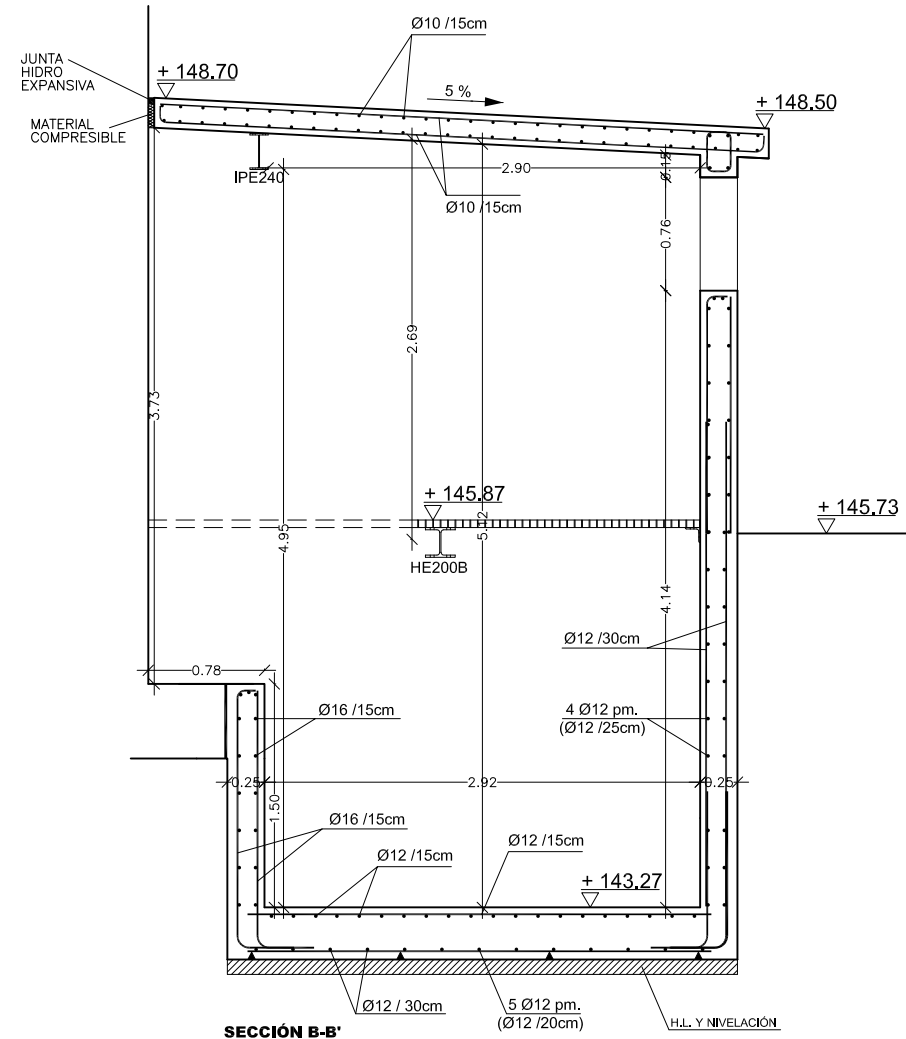 Ø10 /15cm
JUNTA
HIDRO
EXPANSIVA
+ 148.70
5 %
+ 148.50
MATERIAL
COMPRESIBLE
IPE240
2.90
0.15
Ø10 /15cm
0.76
2.69
3.73
+ 145.87
+ 145.73
4.95
5.12
HE200B
4.14
Ø12 /30cm
0.78
Ø16 /15cm
4 Ø12 pm.
(Ø12 /25cm)
0.25
2.92
0.25
1.50
Ø16 /15cm
Ø12 /15cm
Ø12 /15cm
+ 143.27
Ø12 / 30cm
5 Ø12 pm.
(Ø12 /20cm)
H.L. Y NIVELACIÓN
SECCIÓN B-B'